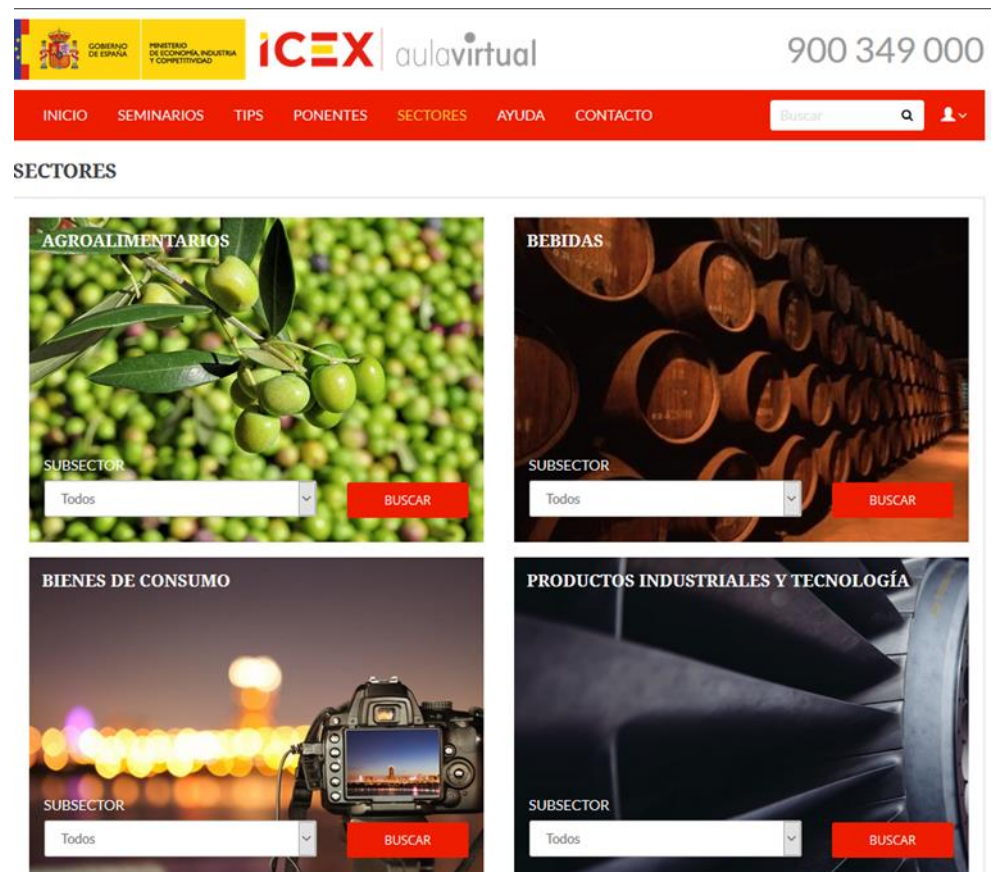 GOBIERNO
DE ESPAÑA
MINISTERIO
DE ECONOMÍA, INDUSTRIA
Y COMPETITIVIDAD
ICEX aulavirtual
900 349 000
INICIO SEMINARIOS TIPS PONENTES SECTORES AYUDA CONTACTO Buscar
SECTORES
AGROALIMENTARIOS
SUBSECTOR
Todos BUSCAR
BEBIDAS
SUBSECTOR
Todos BUSCAR
BIENES DE CONSUMO
SUBSECTOR
Todos BUSCAR
PRODUCTOS INDUSTRIALES Y TECNOLOGÍA
SUBSECTOR
Todos BUSCAR